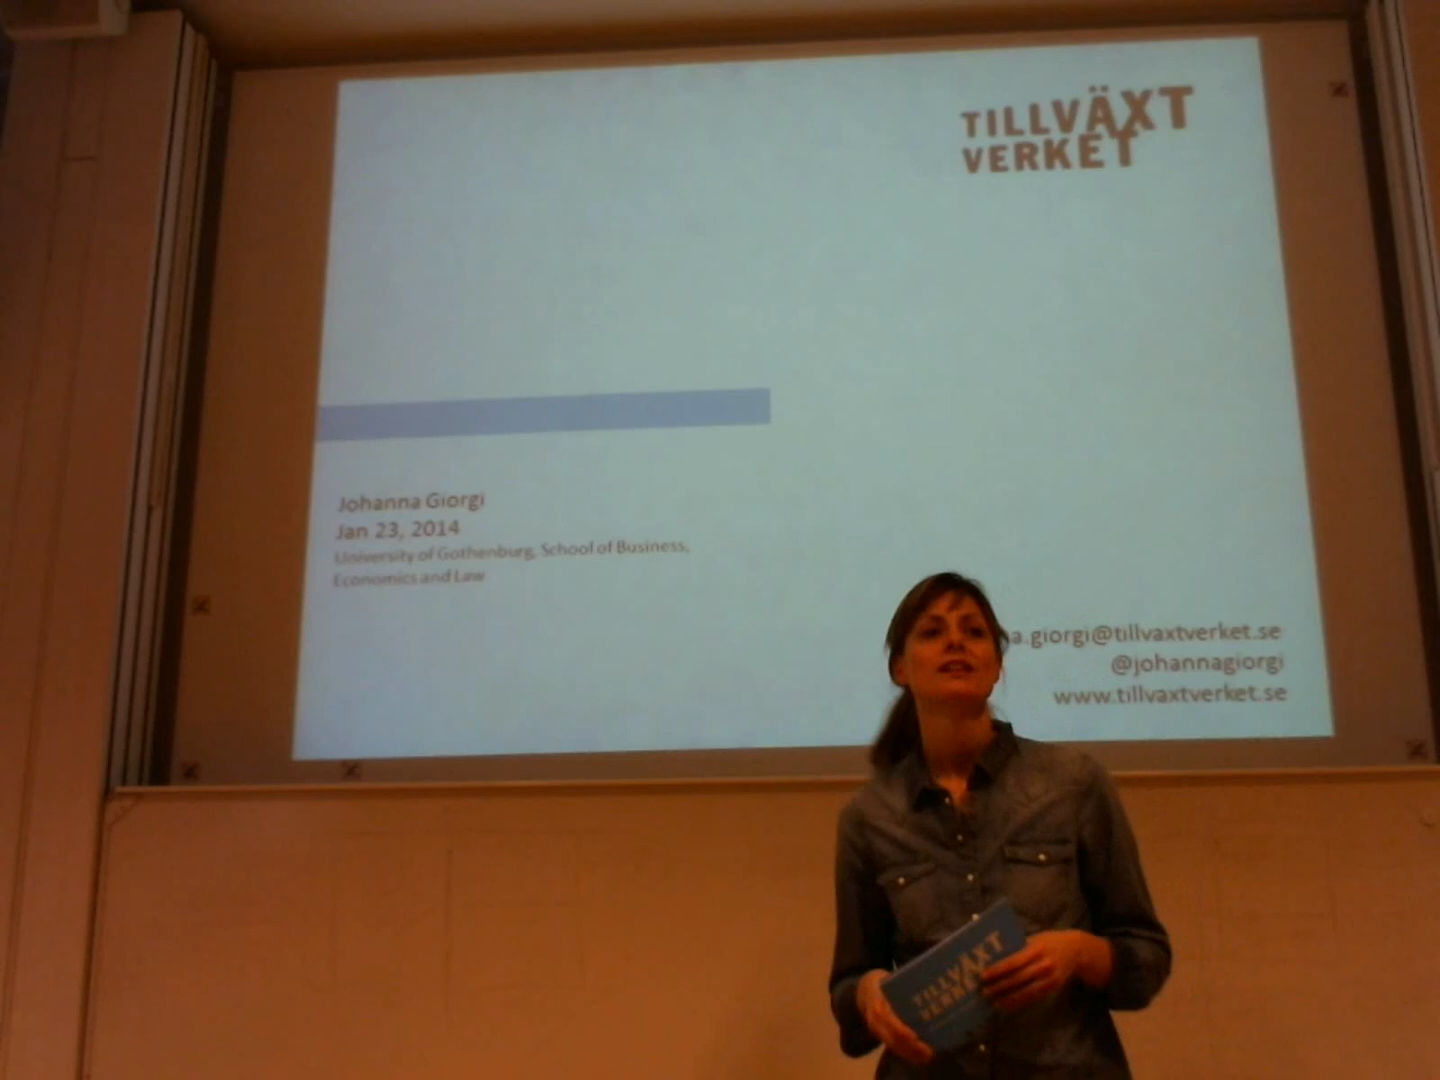 TILLVÄXT
VERKET
Johanna Giorgi
Jan 23, 2014
University of Gothenburg, School of Business,
Economics and Law
a.giorgi@tillvaxtverket.se
@johannagiorgi
www.tillvaxtverket.se
TILLVÄXT
VERKET